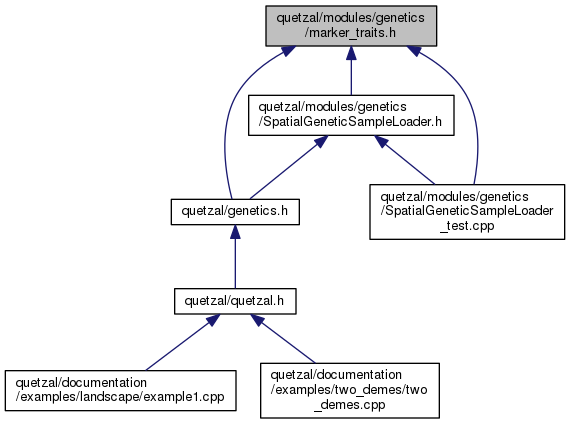 quetzal/modules/genetics
/marker_traits.h
quetzal/modules/genetics
/SpatialGeneticSampleLoader.h
quetzal/genetics.h
quetzal/modules/genetics
/SpatialGeneticSampleLoader
_test.cpp
quetzal/quetzal.h
quetzal/documentation
/examples/landscape/example1.cpp
quetzal/documentation
/examples/two_demes/two
_demes.cpp